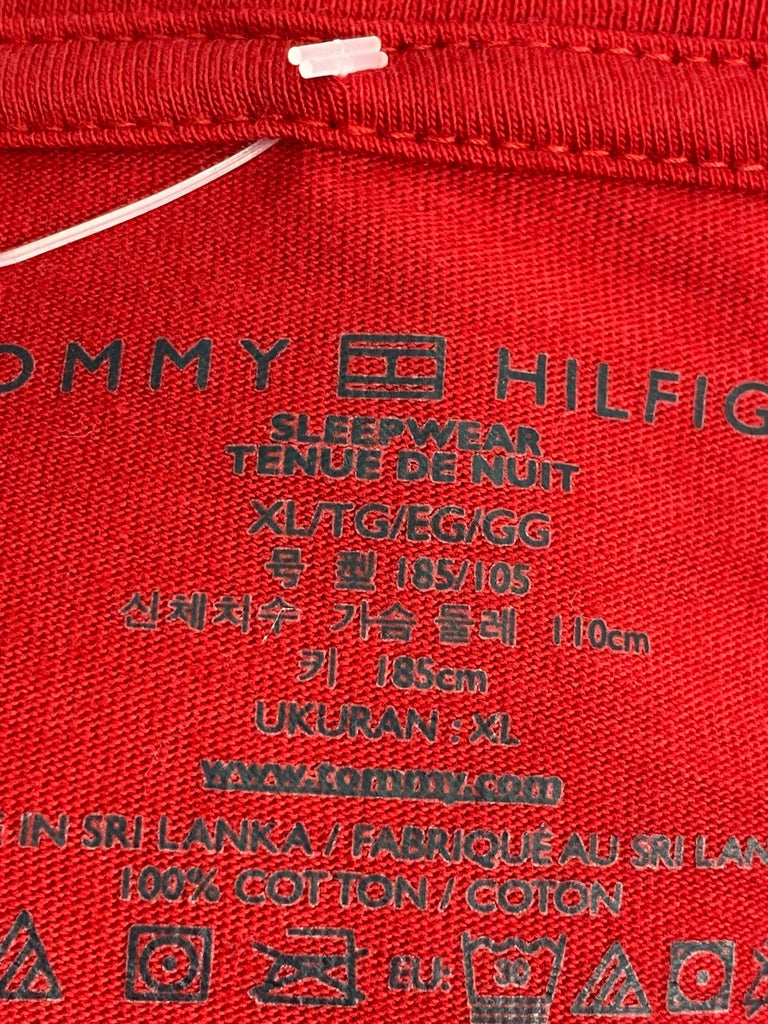 OMMY HILFIG
SLEEPWEAR
TENUE DE NUIT
XL/TG/EG/GG
号 型 185/105
신체치수 가슴 둘레 110cm
키 185cm
UKURAN : XL
www.tommy.com
IN SRI LANKA / FABRIQUÉ AU SRI LAN
100% COTTON / COTON
EU: 30